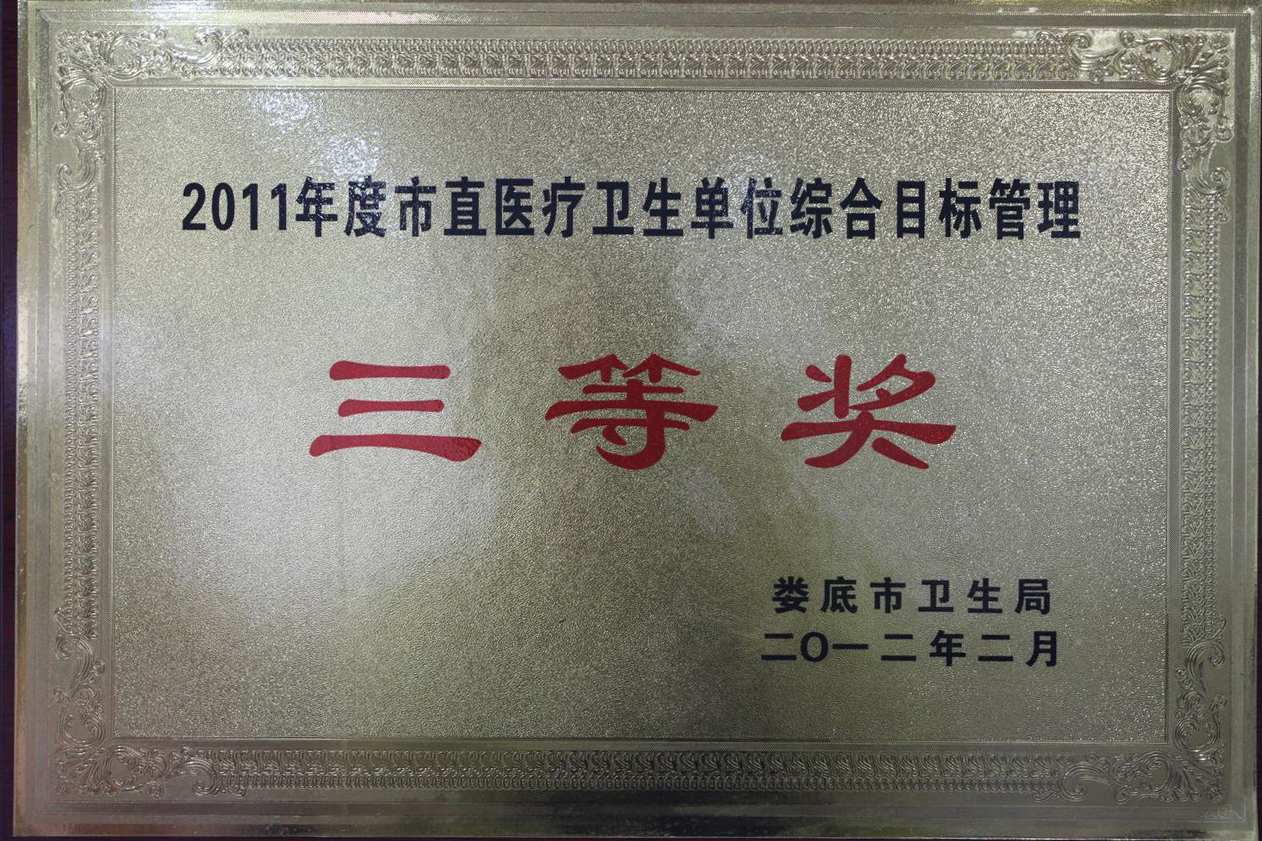 2011年度市直医疗卫生单位综合目标管理
三等奖
娄底市卫生局
二〇一二年二月